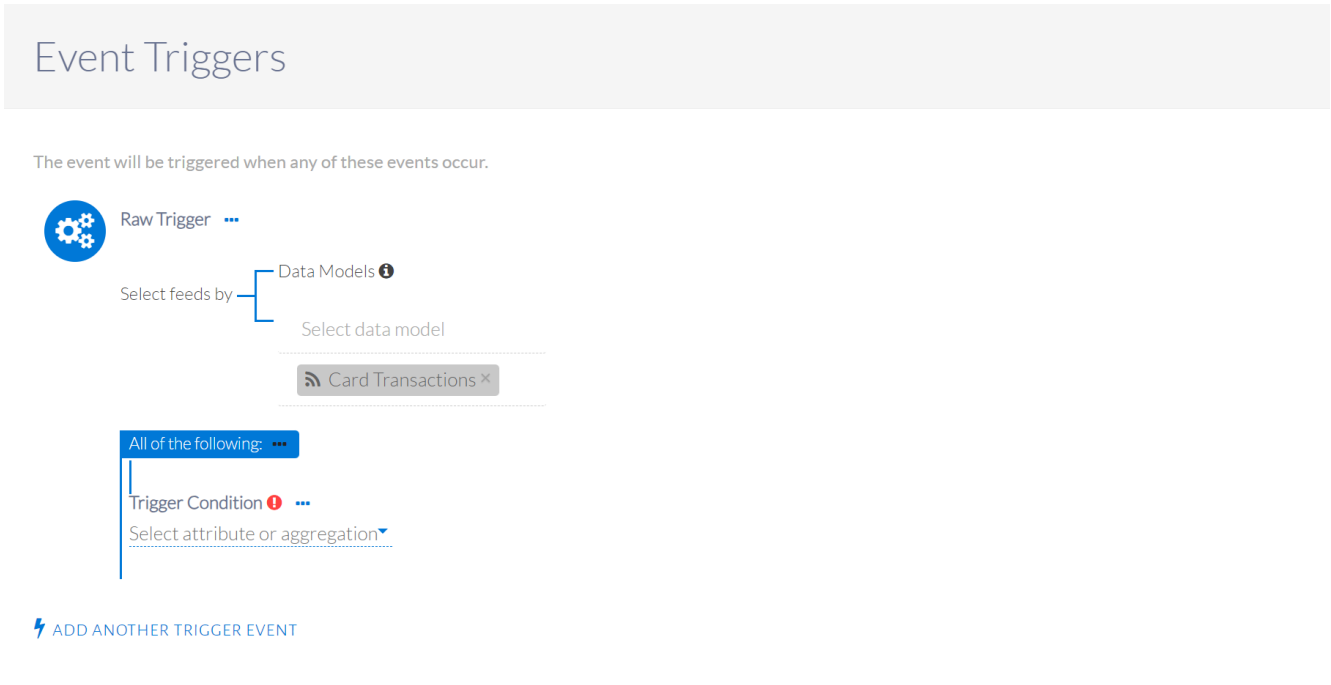 Event Triggers
The event will be triggered when any of these events occur.
Raw Trigger ...
Data Models
Select feeds by
Select data model
Card Transactions ×
All of the following: ...
Trigger Condition ...
Select attribute or aggregation
ADD ANOTHER TRIGGER EVENT